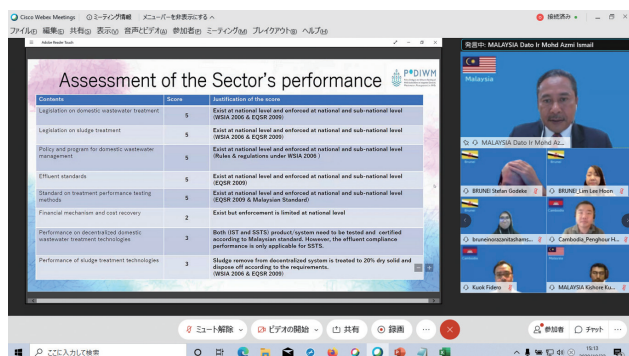 Cisco Webex Meetings
ミーティング情報
メニューバーを非表示にする
接続済み
ファイル(F) 編集(E) 共有(S) 表示(V) 音声とビデオ(A) 参加者(P) ミーティング(M) ブレイクアウト(B) ヘルプ(H)
Adobe Reader Touch
発言中: MALAYSIA Dato Ir Mohd Azmi Ismail
Assessment of the Sector's performance
PODIWM
Contents Score Justification of the score
Legislation on domestic wastewater treatment 5 Exist at national level and enforced at national and sub-national level
(WSIA 2006 & EQSR 2009)
Legislation on sludge treatment 5 Exist at national level and enforced at national and sub-national level
(WSIA 2006 & EQSR 2009)
Policy and program for domestic wastewater
management 5 Exist at national level and enforced at national and sub-national level
(Rules & regulations under WSIA 2006 )
Effluent standards 5 Exist at national level and enforced at national and sub-national level
(EQSR 2009)
Standard on treatment performance testing
methods 5 Exist at national level and enforced at national and sub-national level
(EQSR 2009 & Malaysian Standard)
Financial mechanism and cost recovery 2 Exist but enforcement is limited at national level
Performance on decentralized domestic
wastewater treatment technologies 3 Both (IST and SSTS) product/system need to be tested and certified
according to Malaysian standard. However, the effluent compliance
performance is only applicable for SSTS.
Performance of sludge treatment technologies 3 Sludge remove from decentralized system is treated to 20% dry solid and
dispose off according to the requirements.
(WSIA 2006 & EQSR 2009)
Malaysia
MALAYSIA Dato Ir Mohd Az...
BRUNEI Stefan Godeke
BRUNEI_Lim Lee Hoon
bruneinorazanitashams...
Cambodia_Penghour H...
Kuok Fidero
MALAYSIA Kishore Ku...
ミュート解除
ビデオの開始
共有
録画
参加者
チャット
ここに入力して検索
15:13